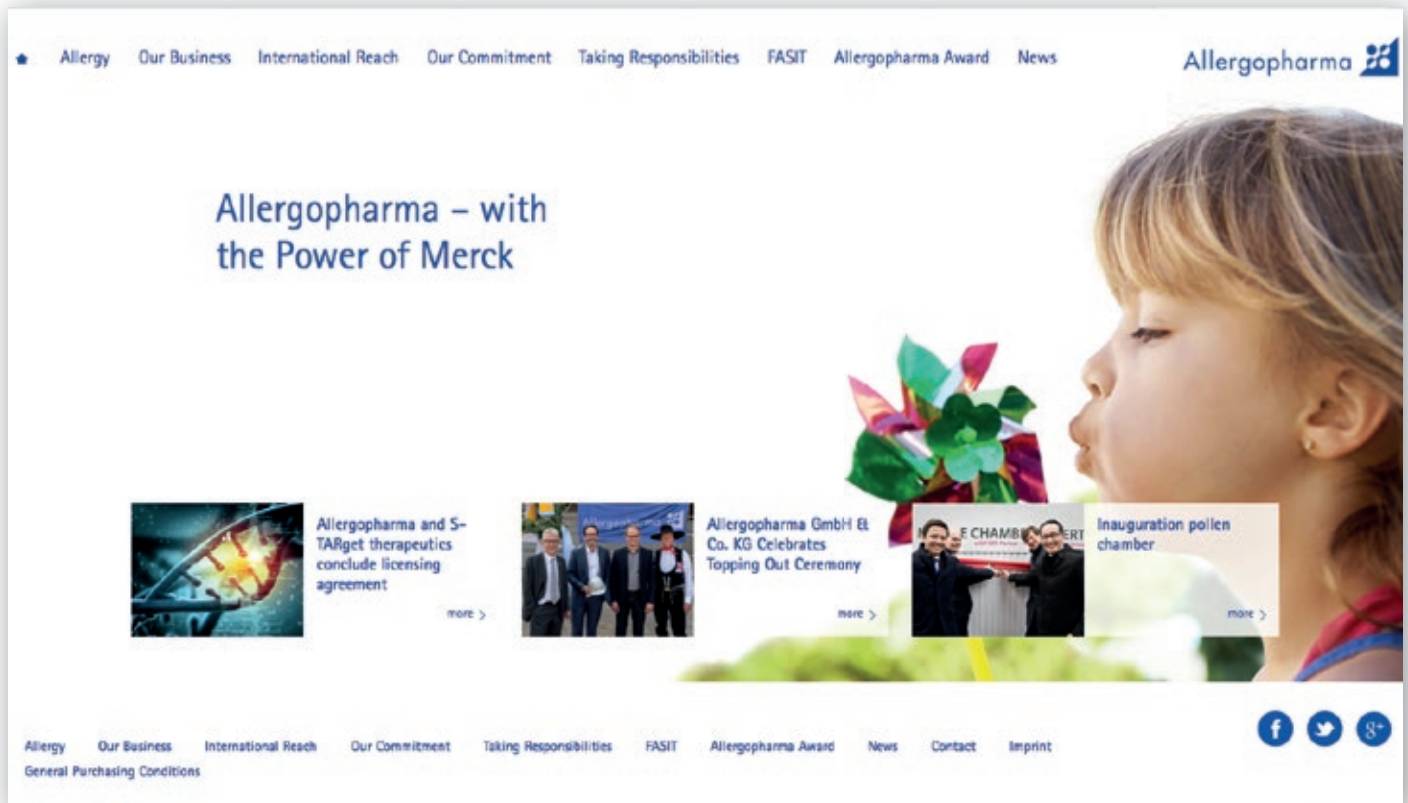 Allergy Our Business International Reach Our Commitment Taking Responsibilities FASIT Allergopharma Award News
Allergopharma
Allergopharma – with
the Power of Merck
Allergopharma and S-
TARget therapeutics
conclude licensing
agreement
more >
Allergopharma
Allergopharma GmbH &
Co. KG Celebrates
Topping Out Ceremony
more >
E CHAMB
ERT
Inauguration pollen
chamber
more >
f g+
Allergy Our Business International Reach Our Commitment Taking Responsibilities FASIT Allergopharma Award News Contact Imprint
General Purchasing Conditions